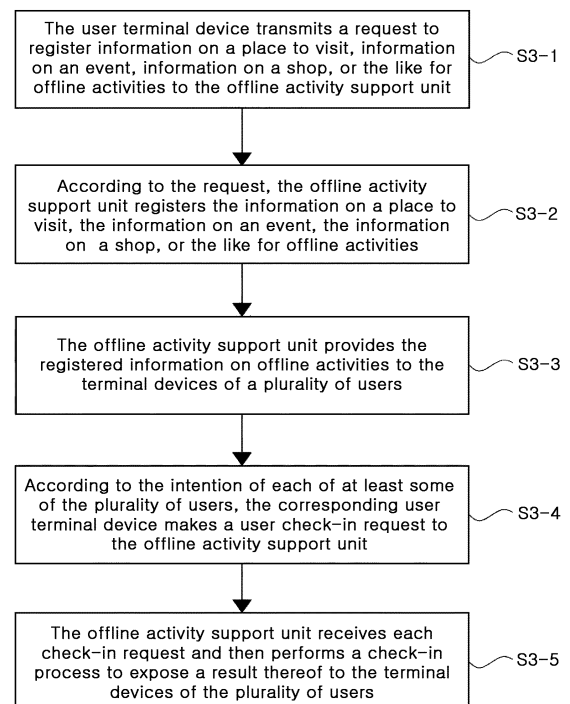 The user terminal device transmits a request to
register information on a place to visit, information
on an event, information on a shop, or the like for
offline activities to the offline activity support unit
S3-1
According to the request, the offline activity
support unit registers the information on a place to
visit, the information on an event, the information
on a shop, or the like for offline activities
S3-2
The offline activity support unit provides the
registered information on offline activities to the
terminal devices of a plurality of users
S3-3
According to the intention of each of at least some
of the plurality of users, the corresponding user
terminal device makes a user check-in request to
the offline activity support unit
S3-4
The offline activity support unit receives each
check-in request and then performs a check-in
process to expose a result thereof to the terminal
devices of the plurality of users
S3-5